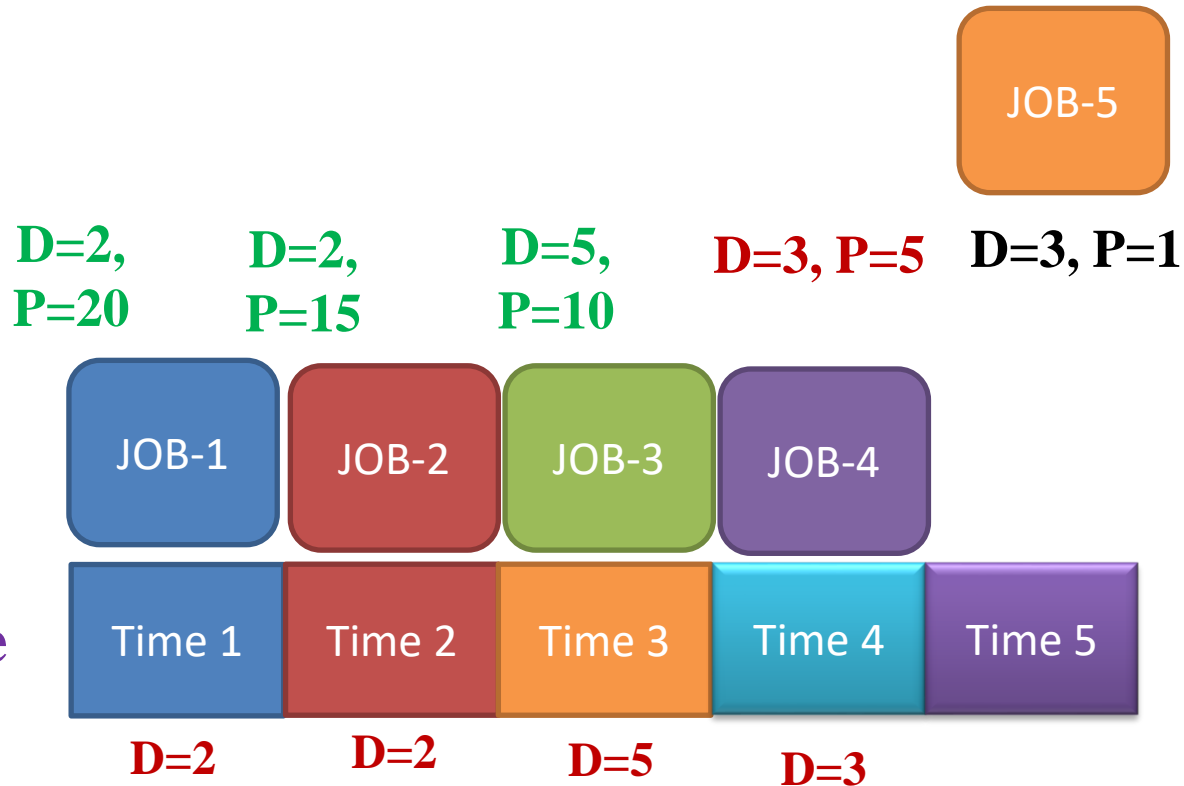 JOB-5
D=2,
P=20
D=2,
P=15
D=5,
P=10
D=3, P=5
D=3, P=1
JOB-1
JOB-2
JOB-3
JOB-4
e
Time 1
Time 2
Time 3
Time 4
Time 5
D=2
D=2
D=5
D=3